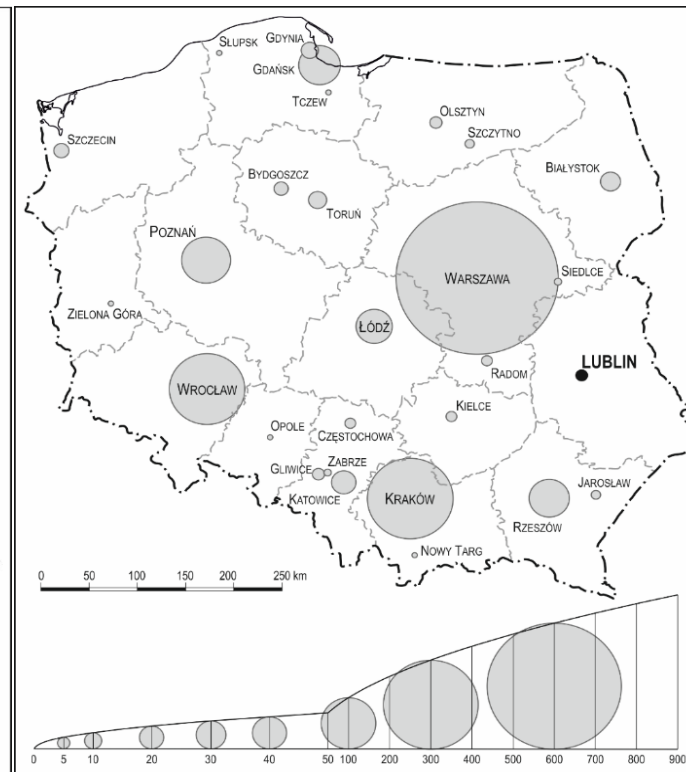 SŁUPSK
GDYNIA
GDAŃSK
TCZEW
OLSZTYN
SZCZYTNO
SZCZECIN
BIAŁYSTOK
BYDGOSZCZ
TORUŃ
POZNAŃ
WARSZAWA
SIEDLCE
ZIELONA GÓRA
ŁÓDŹ
RADOM
LUBLIN
WROCŁAW
KIELCE
OPOLE
CZĘSTOCHOWA
GLIWICE
ZABRZE
KATOWICE
KRAKÓW
JAROSŁAW
RZESZÓW
NOWY TARG
0 50 100 150 200 250 km
0 5 10 20 30 40 50 100 200 300 400 500 600 700 800 900